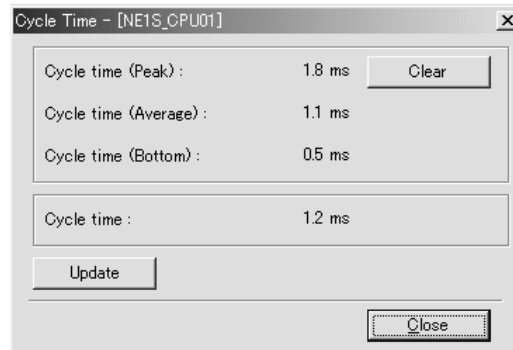 Cycle Time - [NE1S_CPU01]
Cycle time (Peak) : 1.8 ms Clear
Cycle time (Average) : 1.1 ms
Cycle time (Bottom) : 0.5 ms
Cycle time : 1.2 ms
Update
Close